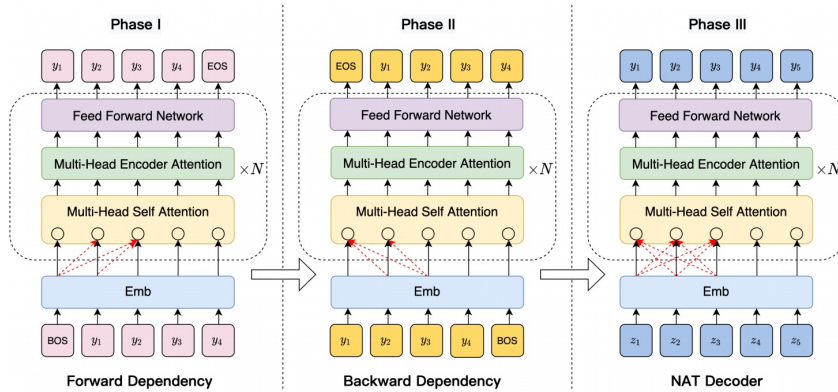 Phase I
Phase II
Phase III
y₁ y₂ y₃ y₄ EOS
EOS y₁ y₂ y₃ y₄
y₁ y₂ y₃ y₄ y₅
Feed Forward Network
Feed Forward Network
Feed Forward Network
Multi-Head Encoder Attention
×N
Multi-Head Encoder Attention
×N
Multi-Head Encoder Attention
×N
Multi-Head Self Attention
Multi-Head Self Attention
Multi-Head Self Attention
Emb
Emb
Emb
BOS y₁ y₂ y₃ y₄
y₁ y₂ y₃ y₄ BOS
z₁ z₂ z₃ z₄ z₅
Forward Dependency
Backward Dependency
NAT Decoder